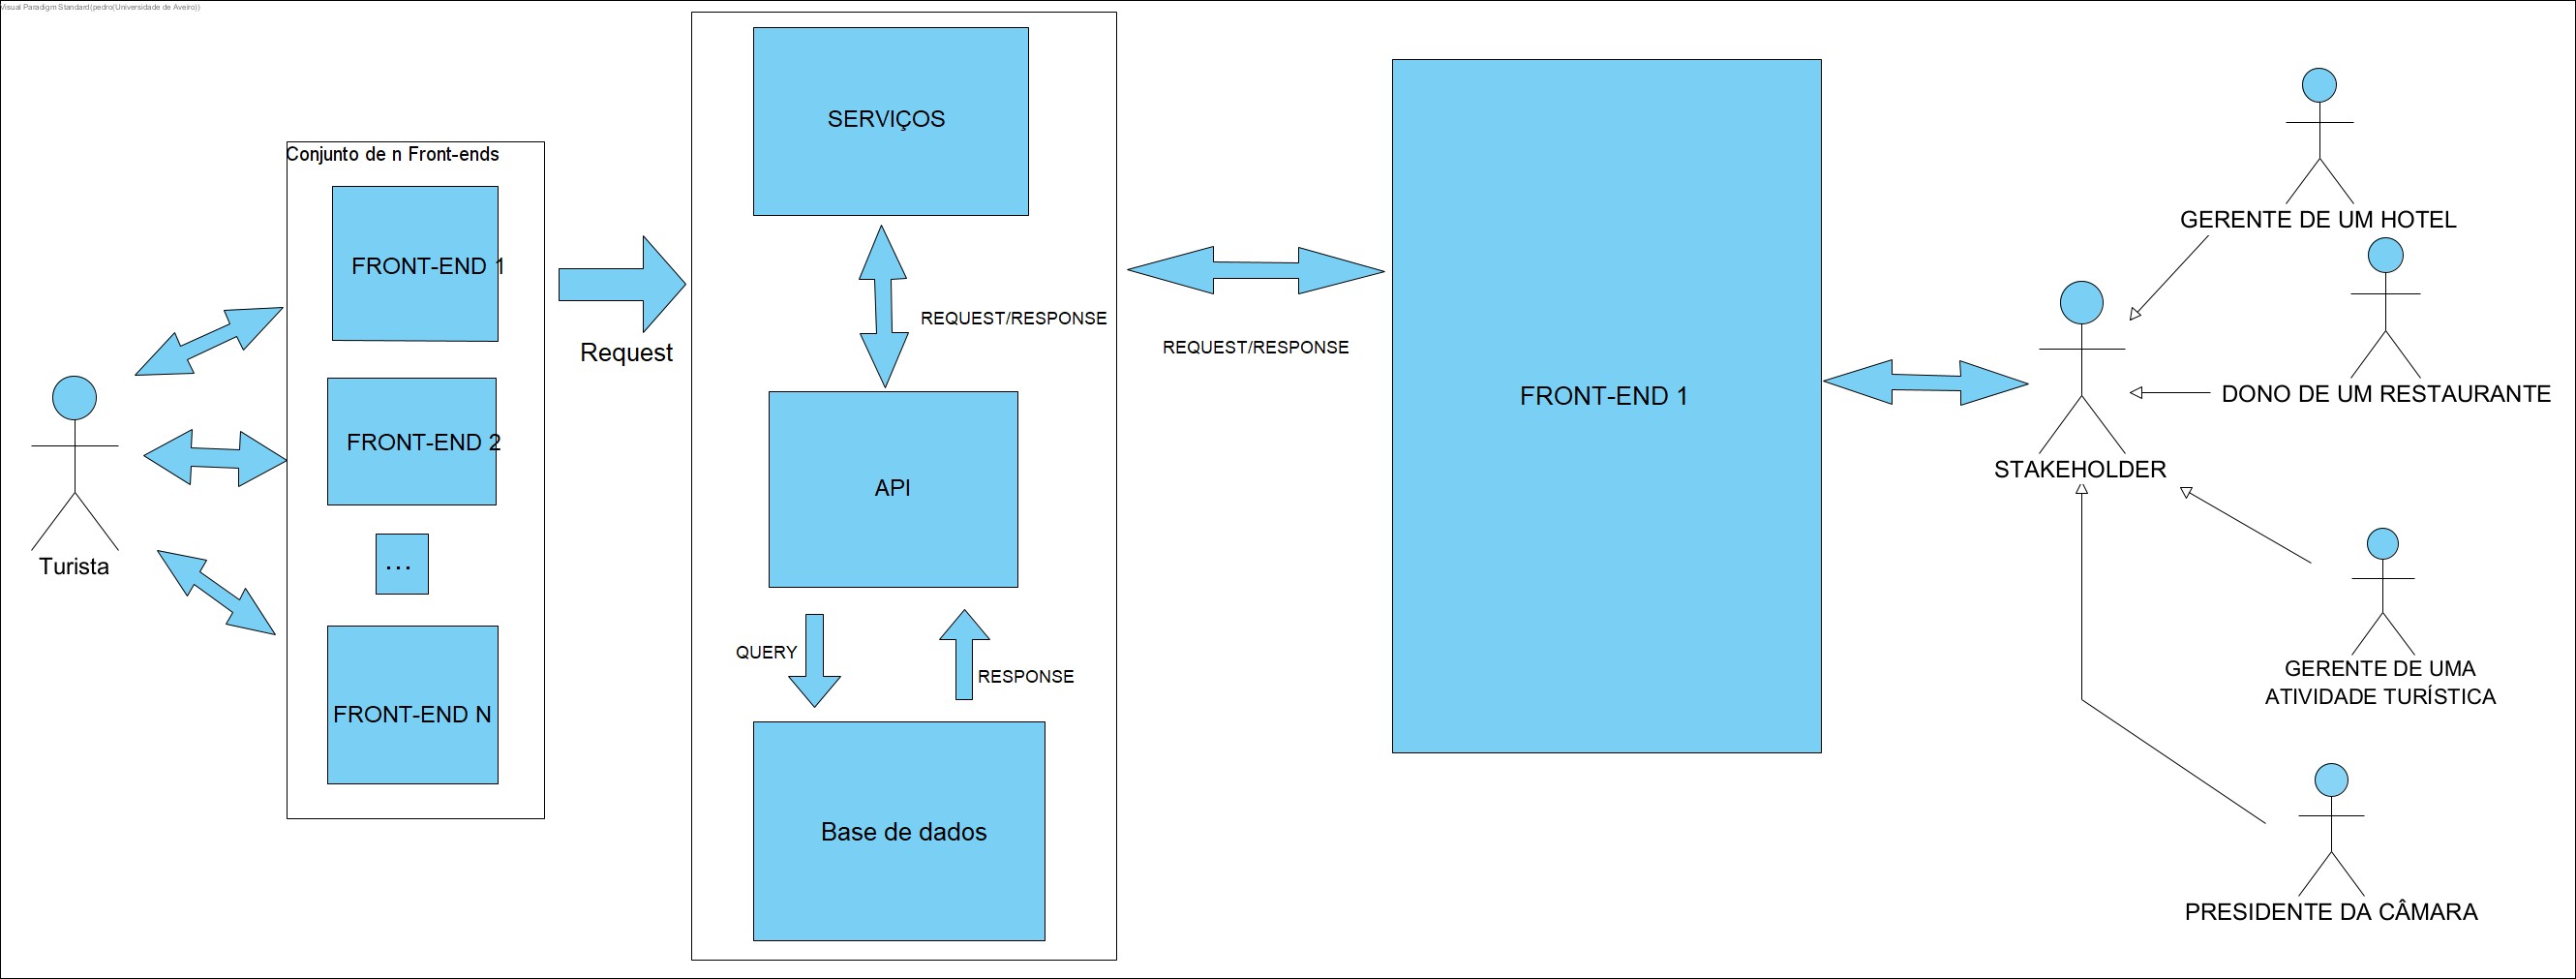 Visual Paradigm Standard(pedro(Universidade de Aveiro))
Conjunto de n Front-ends
FRONT-END 1
FRONT-END 2
...
FRONT-END N
Turista
Request
SERVIÇOS
REQUEST/RESPONSE
API
QUERY
RESPONSE
Base de dados
REQUEST/RESPONSE
FRONT-END 1
STAKEHOLDER
GERENTE DE UM HOTEL
DONO DE UM RESTAURANTE
GERENTE DE UMA
ATIVIDADE TURÍSTICA
PRESIDENTE DA CÂMARA